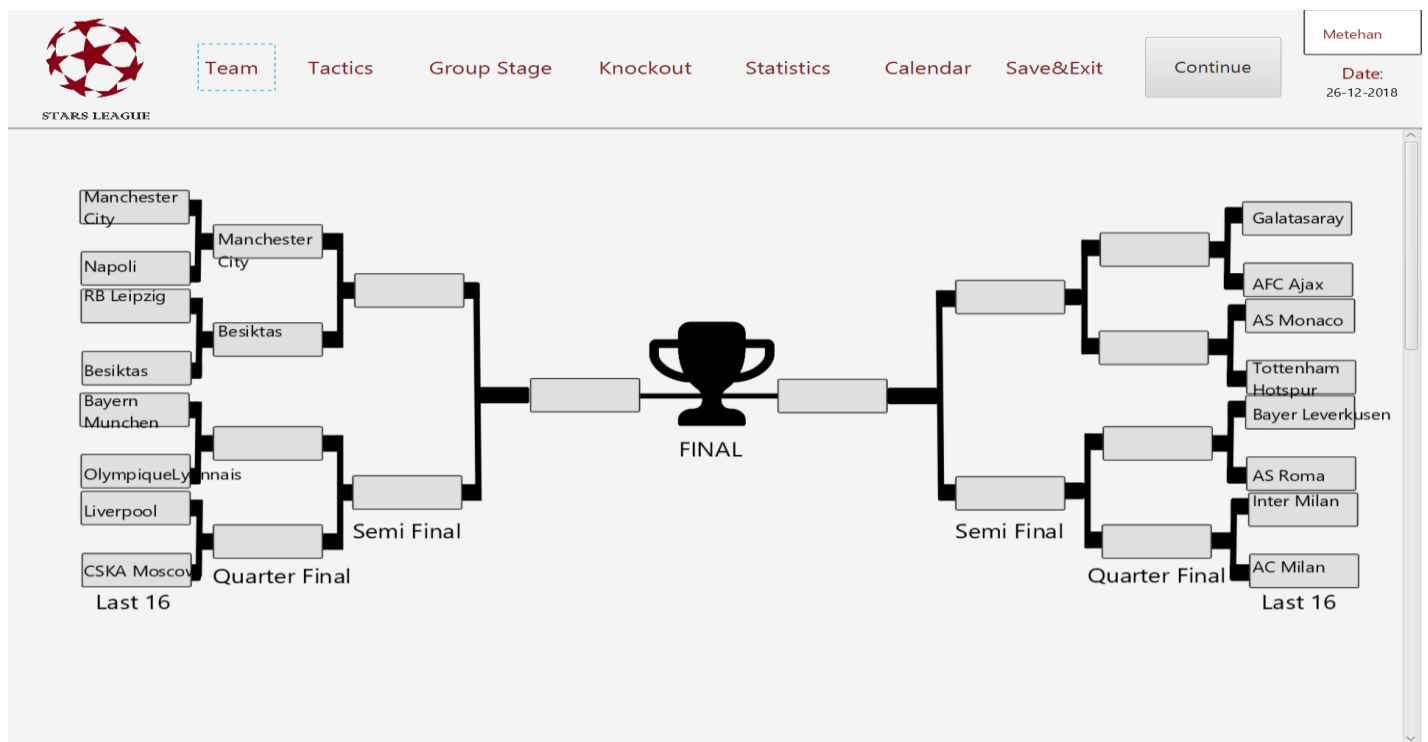 STARS LEAGUE
Team
Tactics
Group Stage
Knockout
Statistics
Calendar
Save&Exit
Continue
Metehan
Date:
26-12-2018
Manchester
City
Napoli
RB Leipzig
Besiktas
Bayern
Munchen
OlympiqueLyonnais
Liverpool
CSKA Moscow
Last 16
Manchester
City
Besiktas
Quarter Final
Semi Final
FINAL
Semi Final
Quarter Final
Galatasaray
AFC Ajax
AS Monaco
Tottenham
Hotspur
Bayer Leverkusen
AS Roma
Inter Milan
AC Milan
Last 16